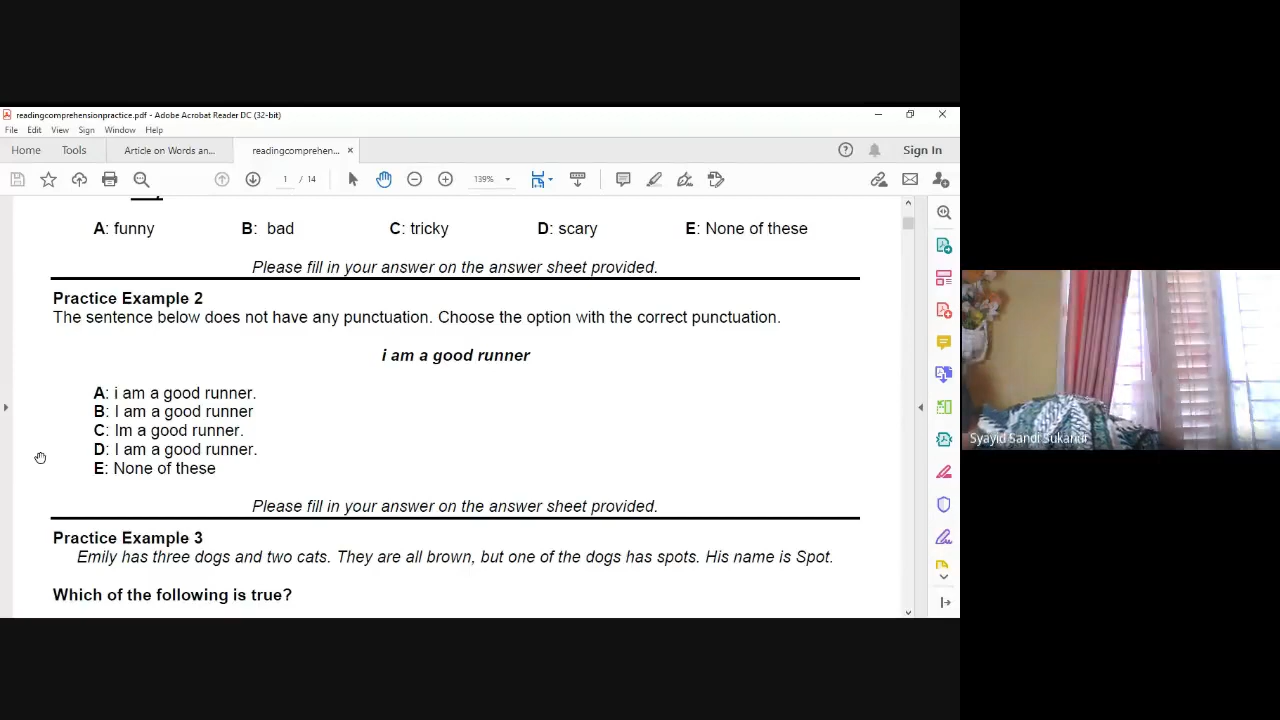 readingcomprehensionpractice.pdf - Adobe Acrobat Reader DC (32-bit)
File Edit View Sign Window Help
Home Tools Article on Words an... readingcomprehen... × Sign In
1 / 14 139%
A: funny B: bad C: tricky D: scary E: None of these
Please fill in your answer on the answer sheet provided.
Practice Example 2
The sentence below does not have any punctuation. Choose the option with the correct punctuation.
i am a good runner
A: i am a good runner.
B: I am a good runner
C: Im a good runner.
D: I am a good runner.
E: None of these
Please fill in your answer on the answer sheet provided.
Practice Example 3
Emily has three dogs and two cats. They are all brown, but one of the dogs has spots. His name is Spot.
Which of the following is true?
Syayid Sandi Sukandi